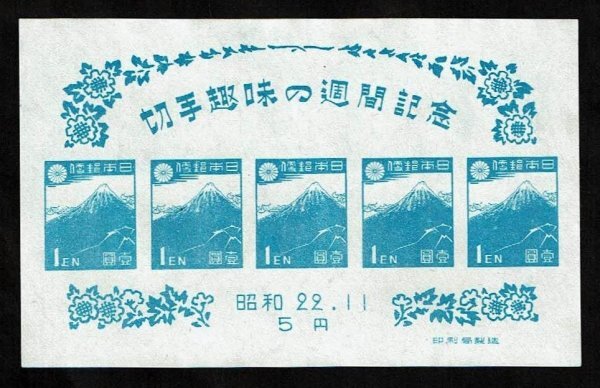 切手趣味の週間記念
便郵本日 便郵本日 便郵本日 便郵本日 便郵本日
1EN 壹圓 1EN 壹圓 1EN 壹圓 1EN 壹圓 1EN 壹圓
昭和 22.11
5円
印刷局製造